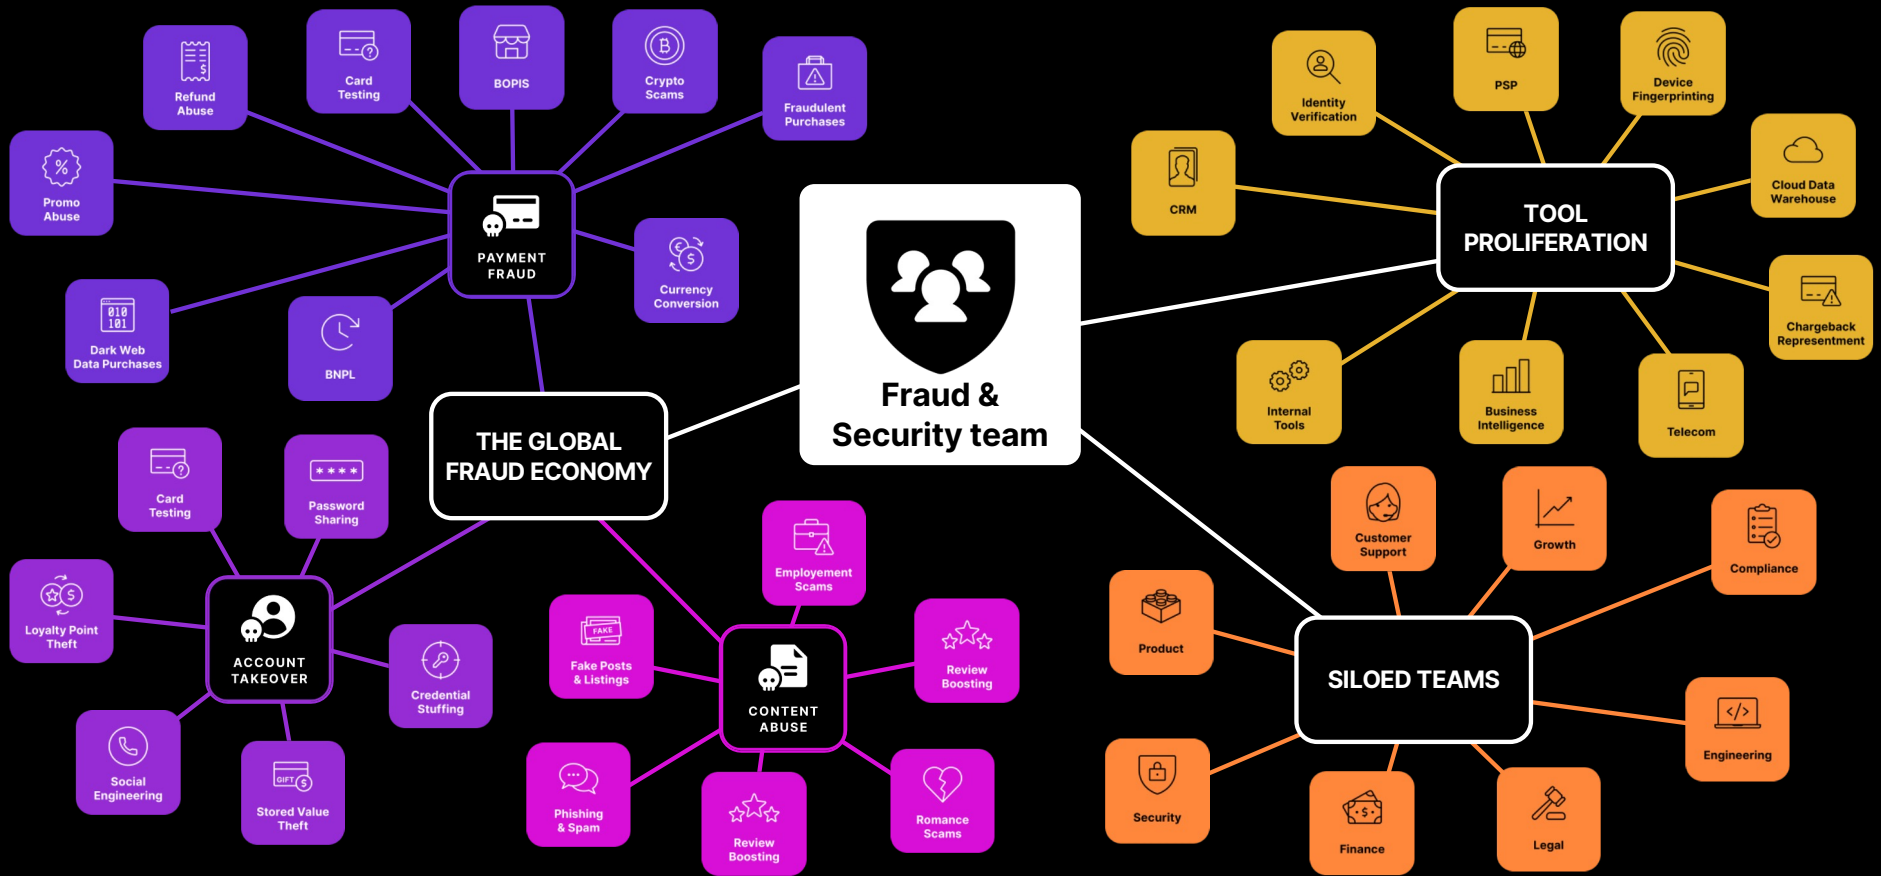 Refund
Abuse
Card
Testing
BOPIS
Crypto
Scams
Fraudulent
Purchases
%
Promo
Abuse
PAYMENT
FRAUD
Currency
Conversion
010
101
Dark Web
Data Purchases
BNPL
THE GLOBAL
FRAUD ECONOMY
Fraud &
Security team
Card
Testing
****
Password
Sharing
Loyalty Point
Theft
ACCOUNT
TAKEOVER
Credential
Stuffing
Social
Engineering
GIFT
Stored Value
Theft
Employement
Scams
FAKE
Fake Posts
& Listings
Review
Boosting
CONTENT
ABUSE
Phishing
& Spam
Review
Boosting
Romance
Scams
Identity
Verification
PSP
Device
Fingerprinting
CRM
TOOL
PROLIFERATION
Cloud Data
Warehouse
Chargeback
Representment
Internal
Tools
Business
Intelligence
Telecom
Customer
Support
Growth
Compliance
Product
SILOED TEAMS
</>
Engineering
Security
Finance
Legal